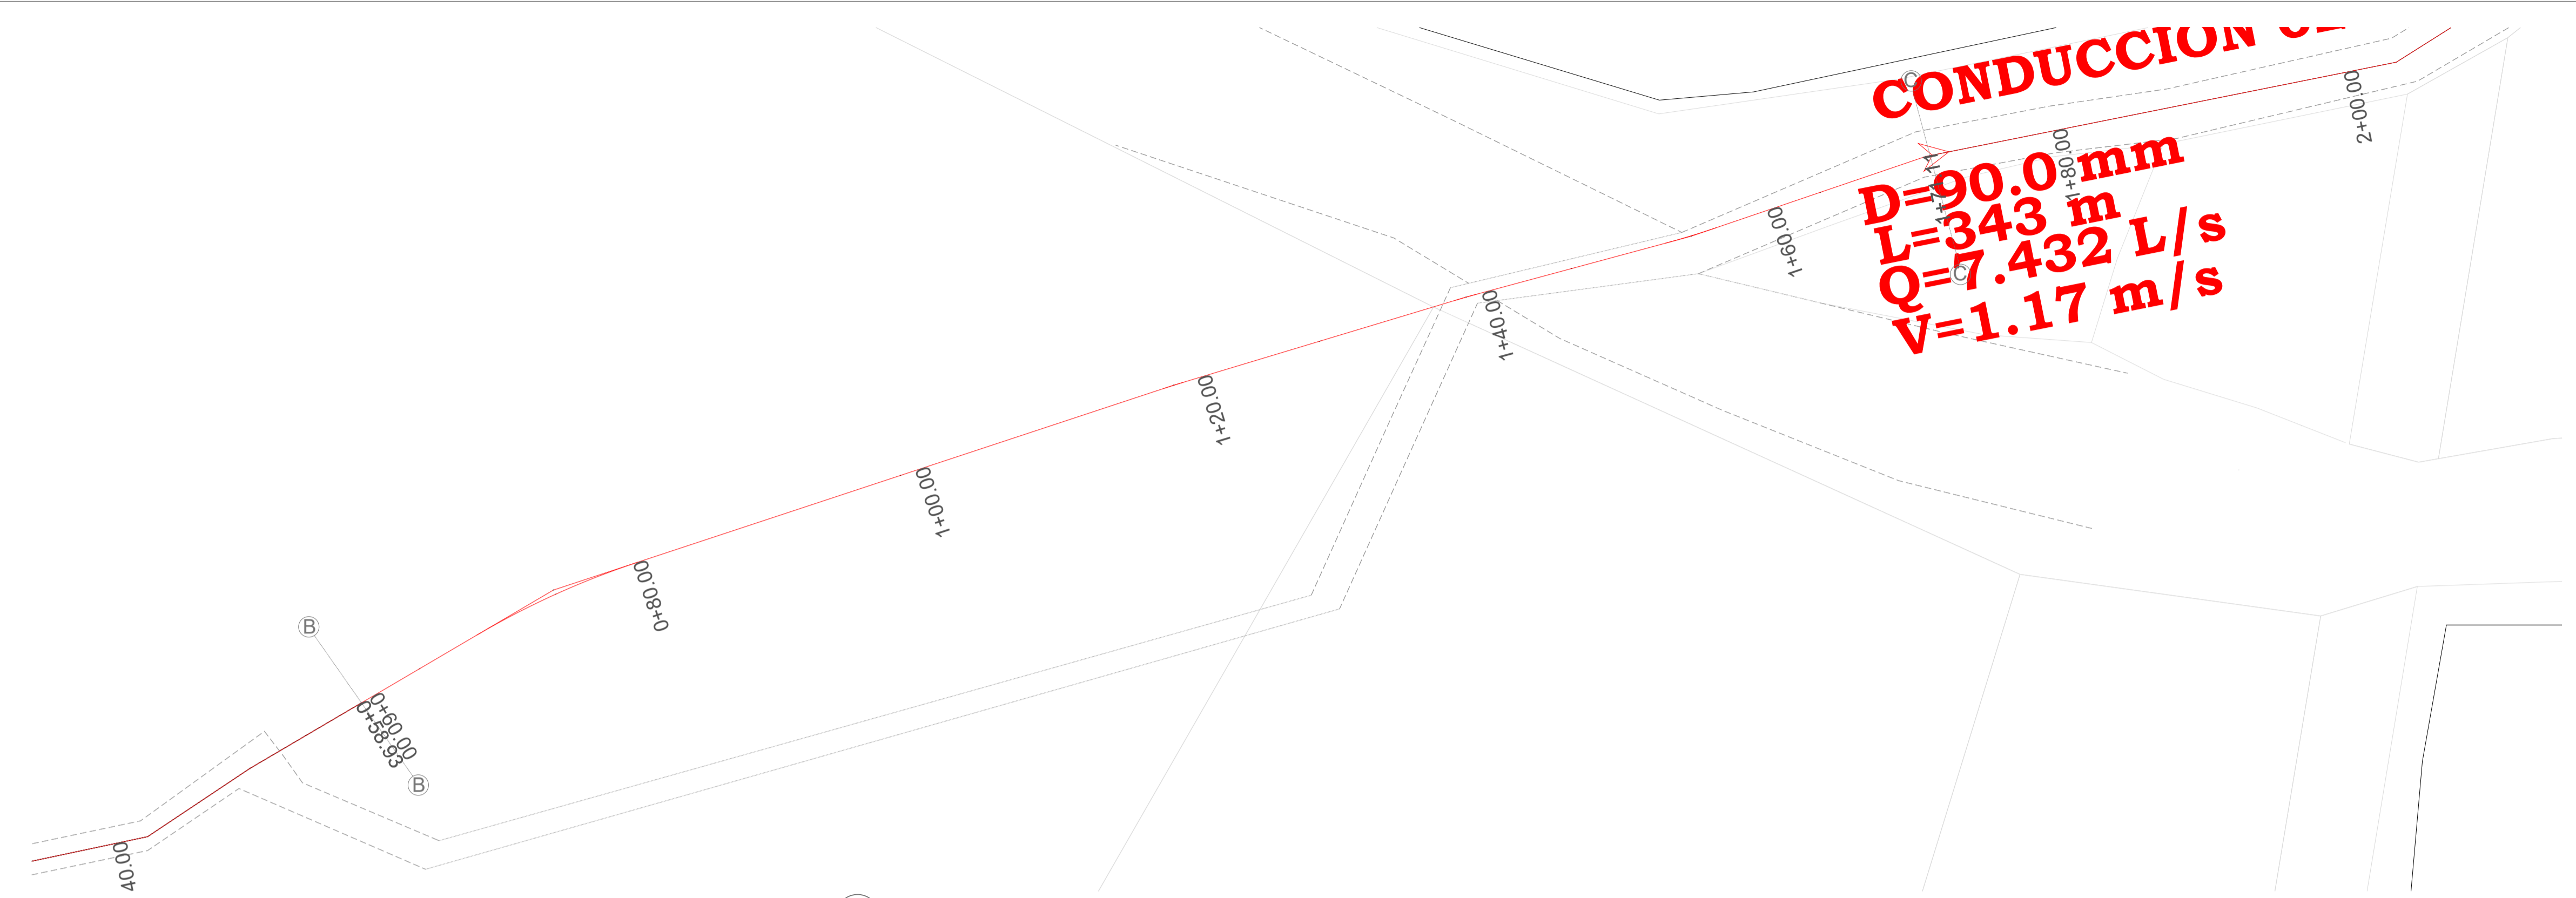 CONDUCCION
C
2+00.00
1+80.00
D=90.0 mm
L=343 m
Q=7.432 L/s
V=1.17 m/s
C
1+60.00
1+40.00
1+20.00
1+00.00
0+80.00
B
0+60.00
0+58.93
B
40.00